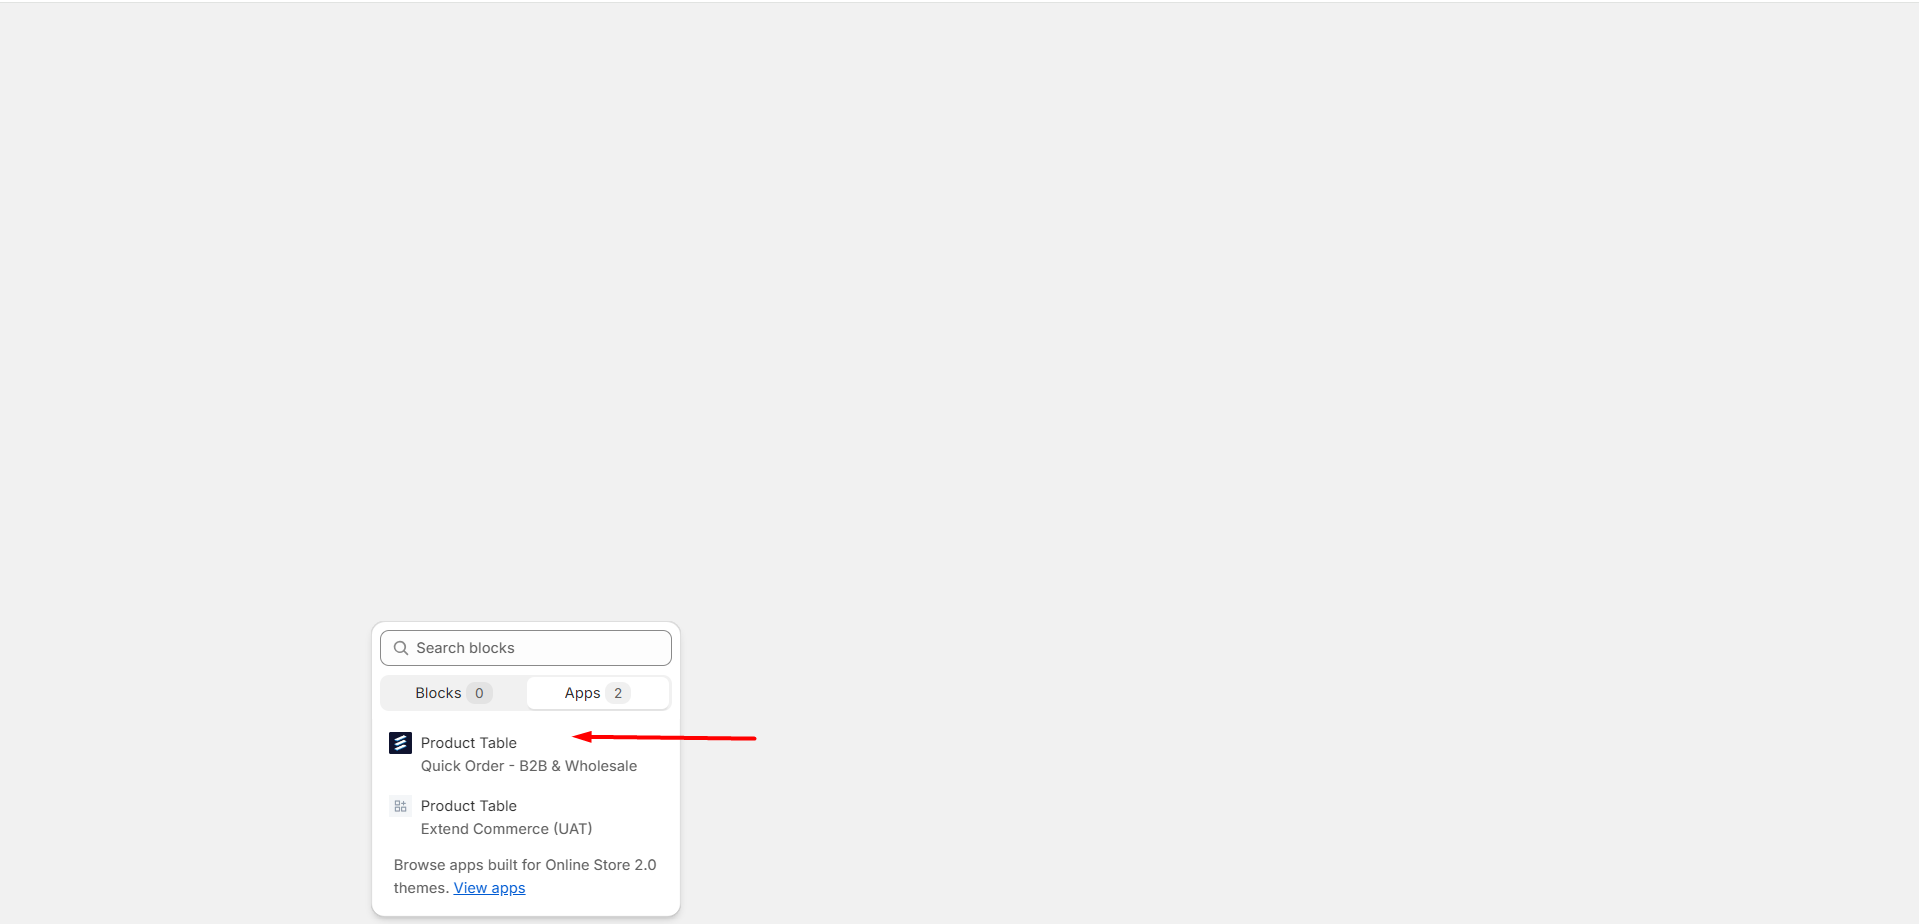 Search blocks
Blocks 0
Apps 2
Product Table
Quick Order - B2B & Wholesale
Product Table
Extend Commerce (UAT)
Browse apps built for Online Store 2.0
themes. View apps